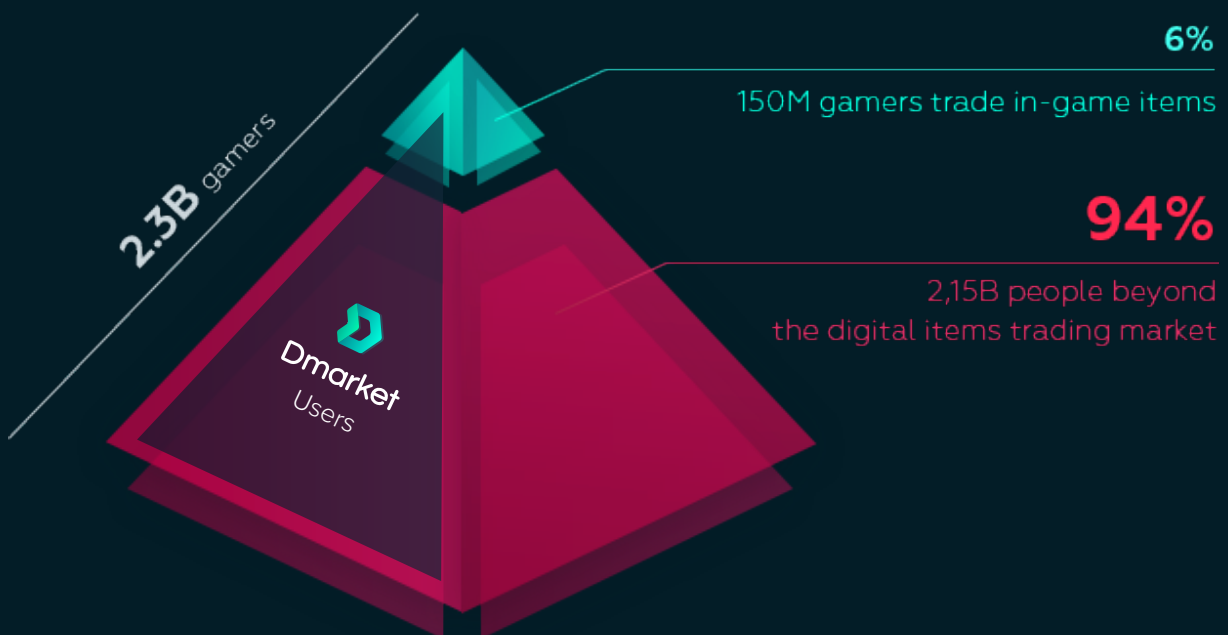 2.3B gamers
6%
150M gamers trade in-game items
94%
2,15B people beyond
the digital items trading market
Dmarket
Users